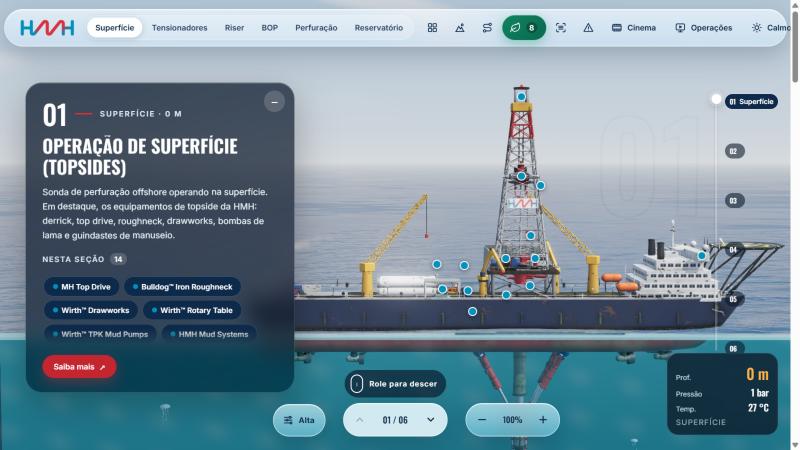 HMH
Superfície
Tensionadores
Riser
BOP
Perfuração
Reservatório
8
Cinema
Operações
Calmo
01
SUPERFÍCIE · 0 M
OPERAÇÃO DE SUPERFÍCIE
(TOPSIDES)
Sonda de perfuração offshore operando na superfície.
Em destaque, os equipamentos de topside da HMH:
derrick, top drive, roughneck, drawworks, bombas de
lama e guindastes de manuseio.
NESTA SEÇÃO 14
MH Top Drive
Bulldog™ Iron Roughneck
Wirth™ Drawworks
Wirth™ Rotary Table
Wirth™ TPK Mud Pumps
HMH Mud Systems
Saiba mais ↗
HMH
01
01 Superfície
02
03
04
05
06
Role para descer
Alta
01 / 06
− 100% +
Prof. 0 m
Pressão 1 bar
Temp. 27 °C
SUPERFÍCIE